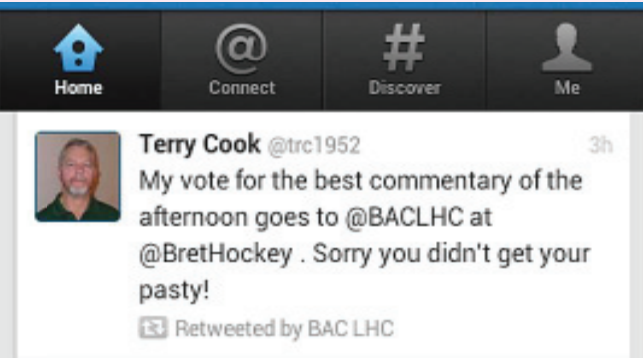 Home Connect Discover Me
Terry Cook @trc1952 3h
My vote for the best commentary of the
afternoon goes to @BACLHC at
@BretHockey . Sorry you didn't get your
pasty!
Retweeted by BAC LHC